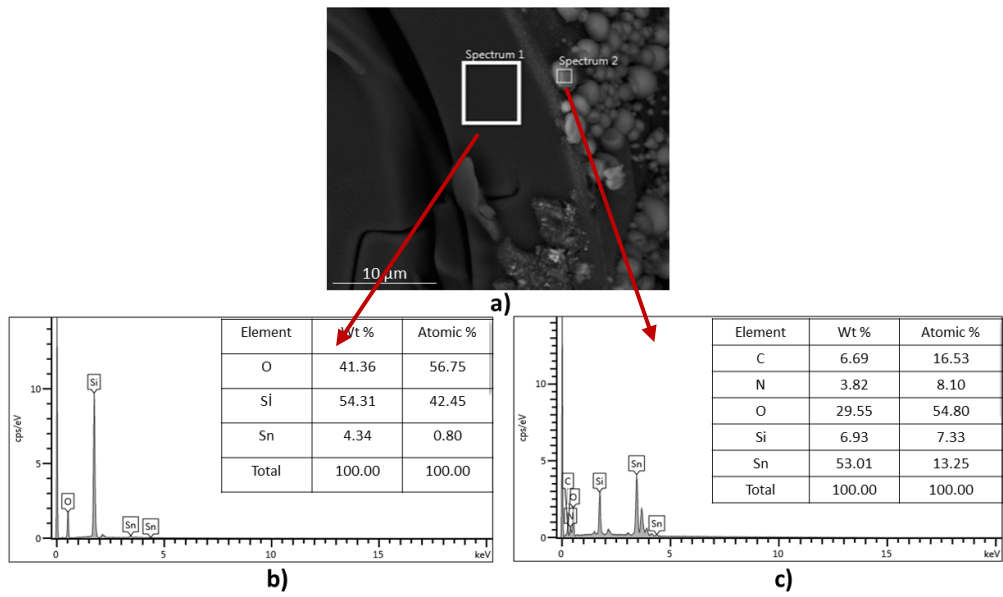 Spectrum 1
Spectrum 2
10 µm
a)
cps/eV
10
5
0
Si
O
Sn
Sn
0
5
10
15
keV
Element Wt % Atomic %
O 41.36 56.75
Sİ 54.31 42.45
Sn 4.34 0.80
Total 100.00 100.00
b)
cps/eV
10
5
0
C
O
N
Si
Sn
Sn
0
5
10
15
keV
Element Wt % Atomic %
C 6.69 16.53
N 3.82 8.10
O 29.55 54.80
Si 6.93 7.33
Sn 53.01 13.25
Total 100.00 100.00
c)